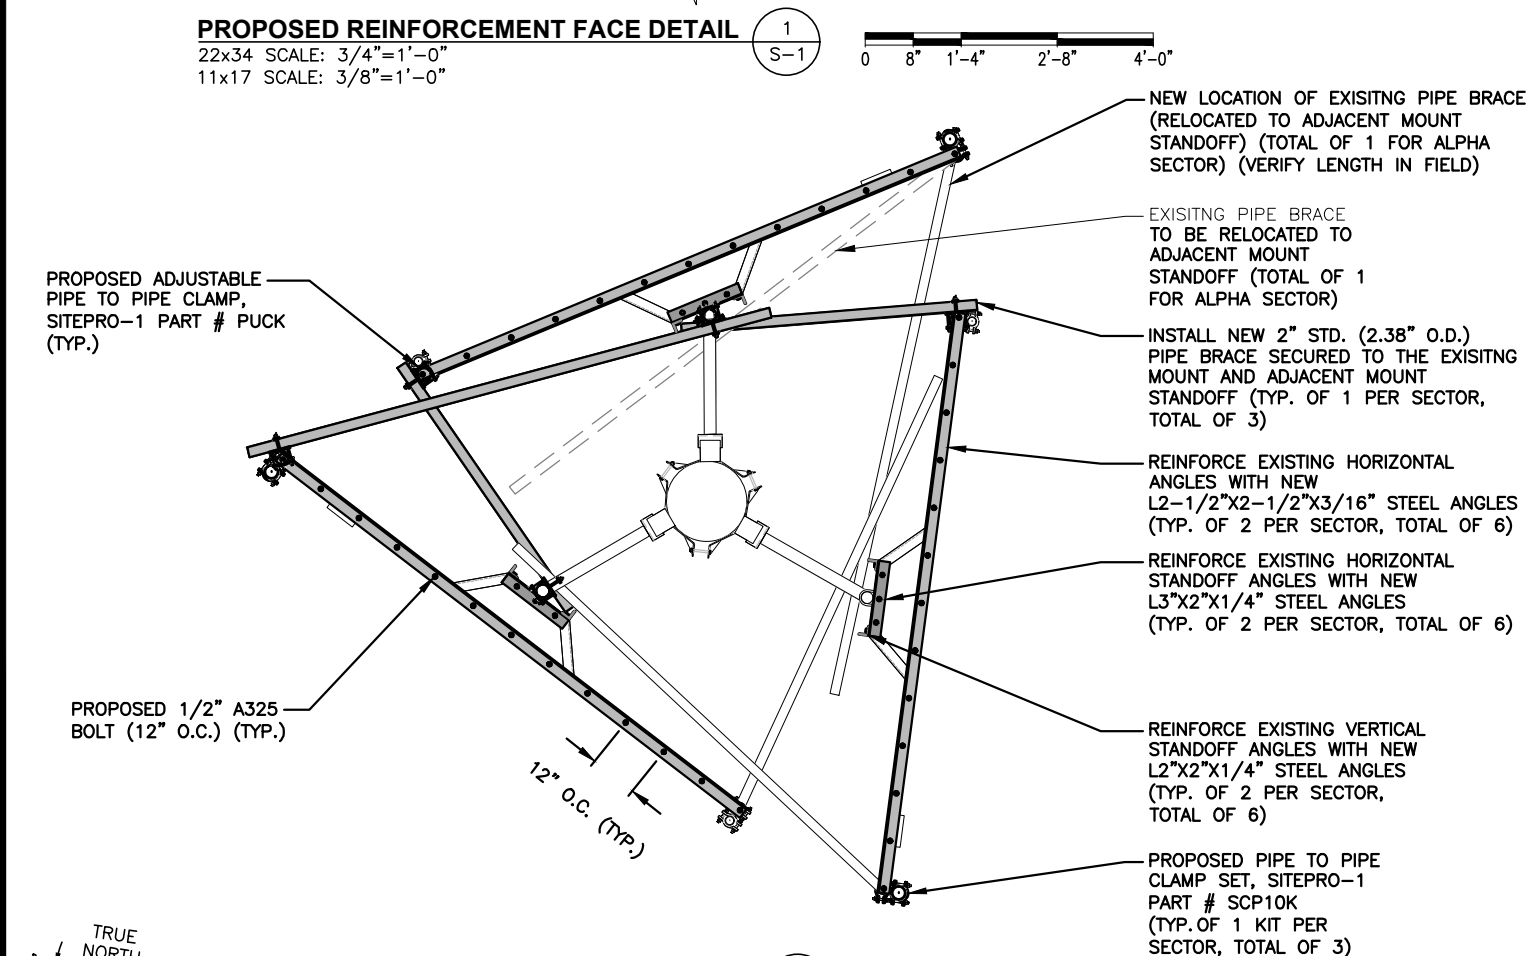 PROPOSED REINFORCEMENT FACE DETAIL
1
S-1
22x34 SCALE: 3/4"=1'-0"
11x17 SCALE: 3/8"=1'-0"
0 8" 1'-4" 2'-8" 4'-0"
NEW LOCATION OF EXISITNG PIPE BRACE
(RELOCATED TO ADJACENT MOUNT
STANDOFF) (TOTAL OF 1 FOR ALPHA
SECTOR) (VERIFY LENGTH IN FIELD)
EXISITNG PIPE BRACE
TO BE RELOCATED TO
ADJACENT MOUNT
STANDOFF (TOTAL OF 1
FOR ALPHA SECTOR)
PROPOSED ADJUSTABLE
PIPE TO PIPE CLAMP,
SITEPRO-1 PART # PUCK
(TYP.)
INSTALL NEW 2" STD. (2.38" O.D.)
PIPE BRACE SECURED TO THE EXISITNG
MOUNT AND ADJACENT MOUNT
STANDOFF (TYP. OF 1 PER SECTOR,
TOTAL OF 3)
REINFORCE EXISTING HORIZONTAL
ANGLES WITH NEW
L2-1/2"X2-1/2"X3/16" STEEL ANGLES
(TYP. OF 2 PER SECTOR, TOTAL OF 6)
REINFORCE EXISTING HORIZONTAL
STANDOFF ANGLES WITH NEW
L3"X2"X1/4" STEEL ANGLES
(TYP. OF 2 PER SECTOR, TOTAL OF 6)
PROPOSED 1/2" A325
BOLT (12" O.C.) (TYP.)
12" O.C. (TYP.)
REINFORCE EXISTING VERTICAL
STANDOFF ANGLES WITH NEW
L2"X2"X1/4" STEEL ANGLES
(TYP. OF 2 PER SECTOR,
TOTAL OF 6)
PROPOSED PIPE TO PIPE
CLAMP SET, SITEPRO-1
PART # SCP10K
(TYP.OF 1 KIT PER
SECTOR, TOTAL OF 3)
TRUE
NORTH